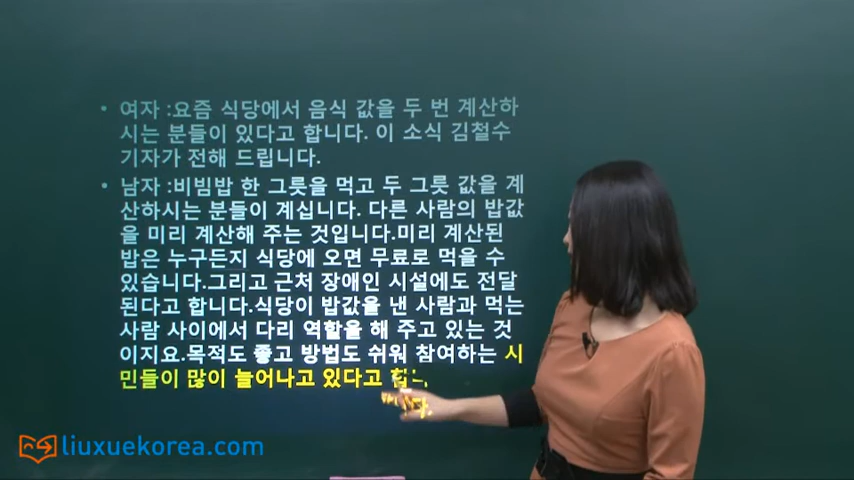 • 여자 :요즘 식당에서 음식 값을 두 번 계산하
시는 분들이 있다고 합니다. 이 소식 김철수
기자가 전해 드립니다.
• 남자 :비빔밥 한 그릇을 먹고 두 그릇 값을 계
산하시는 분들이 계십니다. 다른 사람의 밥값
을 미리 계산해 주는 것입니다.미리 계산된
밥은 누구든지 식당에 오면 무료로 먹을 수
있습니다.그리고 근처 장애인 시설에도 전달
된다고 합니다.식당이 밥값을 낸 사람과 먹는
사람 사이에서 다리 역할을 해 주고 있는 것
이지요.목적도 좋고 방법도 쉬워 참여하는 시
민들이 많이 늘어나고 있다고
liuxuekorea.com